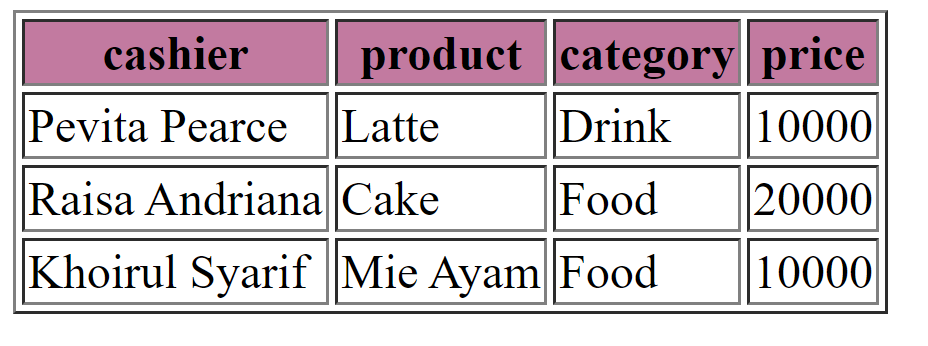 cashier product category price
Pevita Pearce Latte Drink 10000
Raisa Andriana Cake Food 20000
Khoirul Syarif Mie Ayam Food 10000